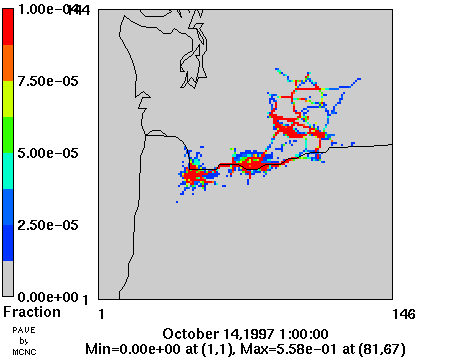 1.00e-04
144
7.50e-05
5.00e-05
2.50e-05
0.00e+00
1
Fraction
1
146
PAVE
by
MCNC
October 14,1997 1:00:00
Min=0.00e+00 at (1,1), Max=5.58e-01 at (81,67)